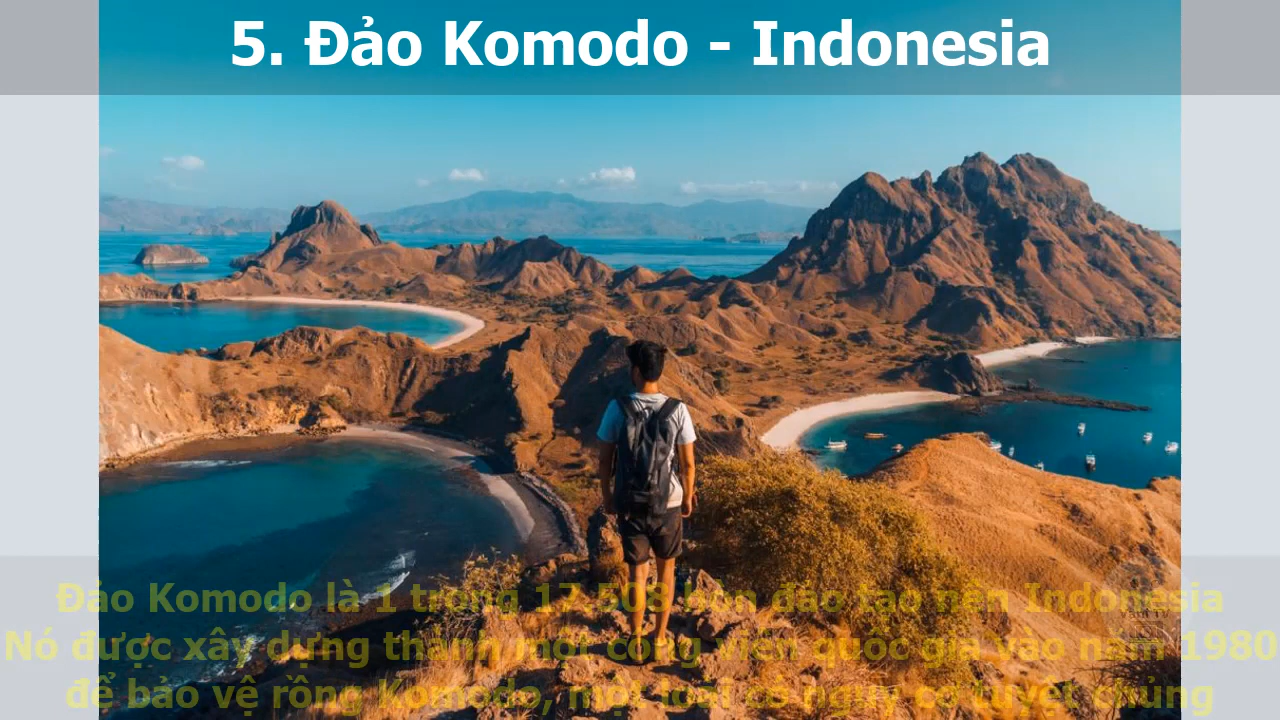 5. Đảo Komodo - Indonesia
Đảo Komodo là 1 trong 17.508 hòn đảo tạo nên Indonesia
Nó được xây dựng thành một công viên quốc gia vào năm 1980
để bảo vệ rồng Komodo, một loài có nguy cơ tuyệt chủng